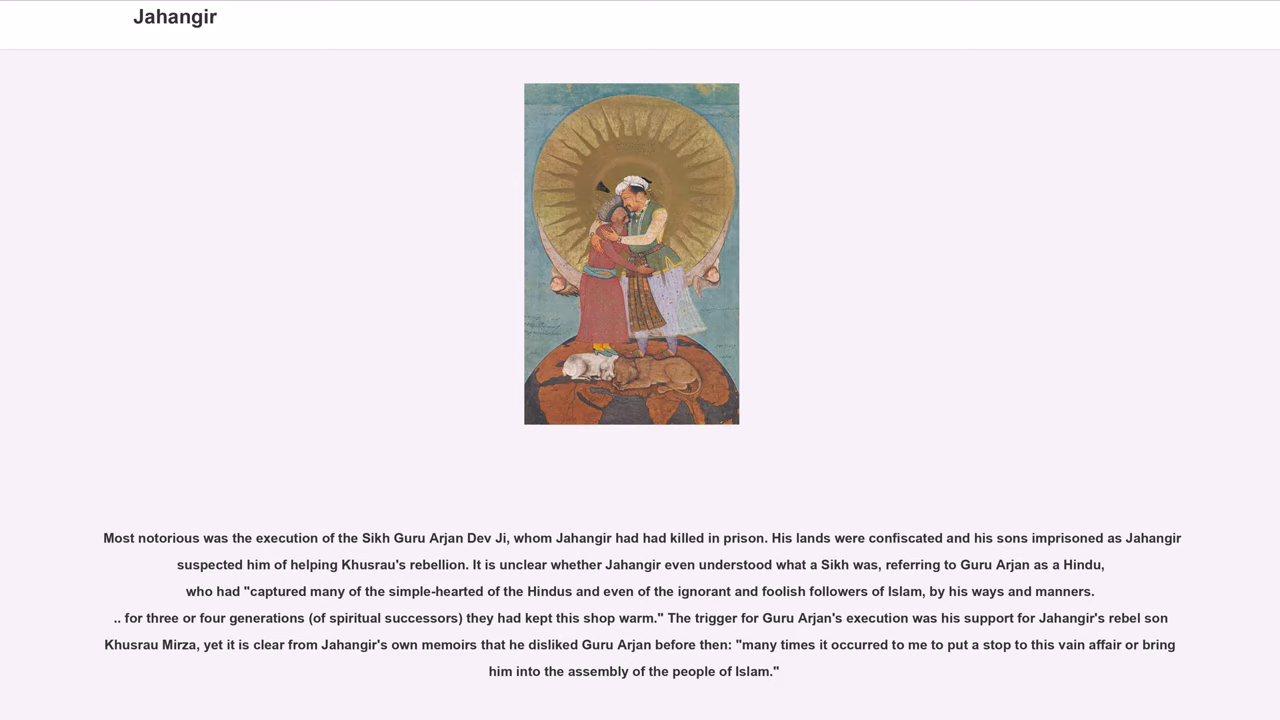 Jahangir
Most notorious was the execution of the Sikh Guru Arjan Dev Ji, whom Jahangir had had killed in prison. His lands were confiscated and his sons imprisoned as Jahangir
suspected him of helping Khusrau's rebellion. It is unclear whether Jahangir even understood what a Sikh was, referring to Guru Arjan as a Hindu,
who had "captured many of the simple-hearted of the Hindus and even of the ignorant and foolish followers of Islam, by his ways and manners.
.. for three or four generations (of spiritual successors) they had kept this shop warm." The trigger for Guru Arjan's execution was his support for Jahangir's rebel son
Khusrau Mirza, yet it is clear from Jahangir's own memoirs that he disliked Guru Arjan before then: "many times it occurred to me to put a stop to this vain affair or bring
him into the assembly of the people of Islam."